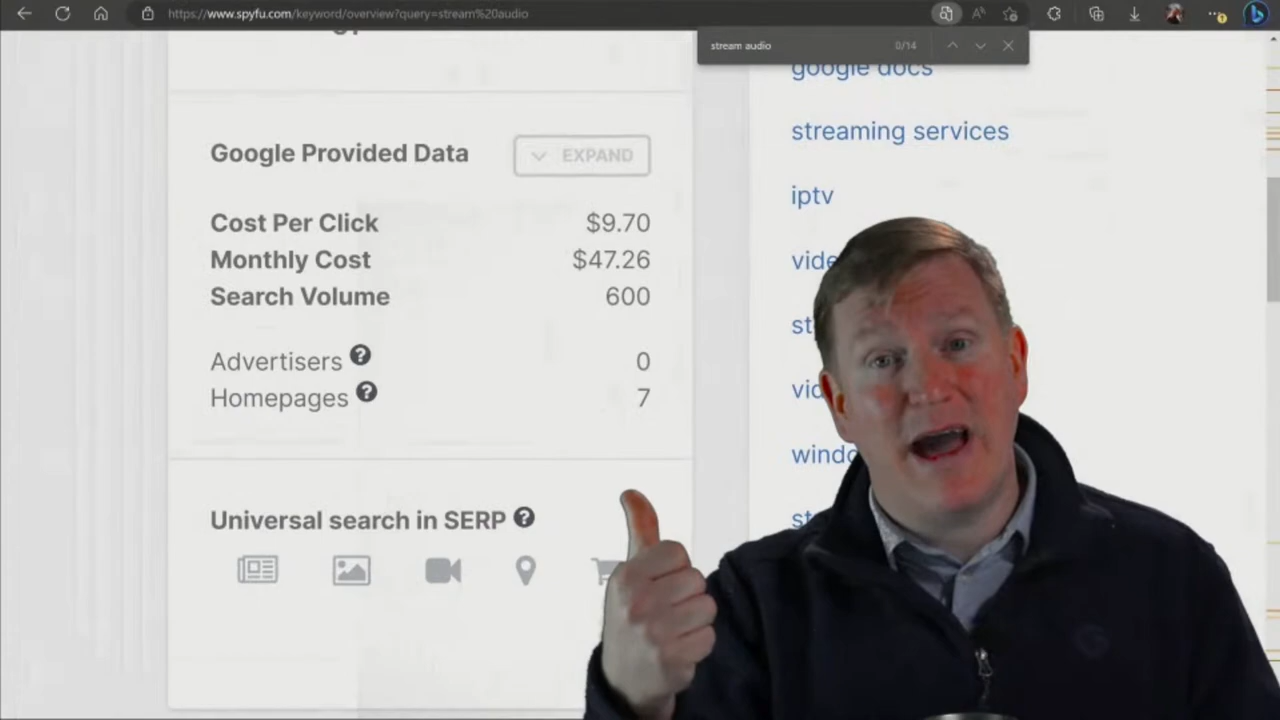 https://www.spyfu.com/keyword/overview?query=stream%20audio
stream audio 0/14
google docs
Google Provided Data EXPAND
streaming services
iptv
Cost Per Click $9.70
Monthly Cost $47.26
Search Volume 600
Advertisers 0
Homepages 7
Universal search in SERP